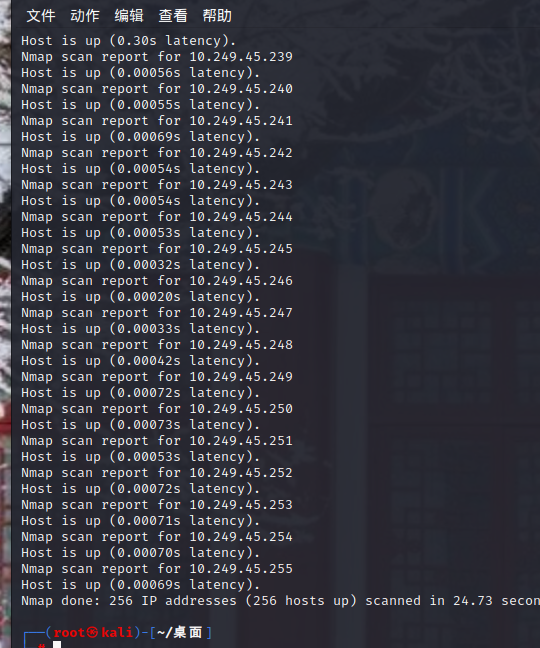 文件 动作 编辑 查看 帮助
Host is up (0.30s latency).
Nmap scan report for 10.249.45.239
Host is up (0.00056s latency).
Nmap scan report for 10.249.45.240
Host is up (0.00055s latency).
Nmap scan report for 10.249.45.241
Host is up (0.00069s latency).
Nmap scan report for 10.249.45.242
Host is up (0.00054s latency).
Nmap scan report for 10.249.45.243
Host is up (0.00054s latency).
Nmap scan report for 10.249.45.244
Host is up (0.00053s latency).
Nmap scan report for 10.249.45.245
Host is up (0.00032s latency).
Nmap scan report for 10.249.45.246
Host is up (0.00020s latency).
Nmap scan report for 10.249.45.247
Host is up (0.00033s latency).
Nmap scan report for 10.249.45.248
Host is up (0.00042s latency).
Nmap scan report for 10.249.45.249
Host is up (0.00072s latency).
Nmap scan report for 10.249.45.250
Host is up (0.00073s latency).
Nmap scan report for 10.249.45.251
Host is up (0.00053s latency).
Nmap scan report for 10.249.45.252
Host is up (0.00072s latency).
Nmap scan report for 10.249.45.253
Host is up (0.00071s latency).
Nmap scan report for 10.249.45.254
Host is up (0.00070s latency).
Nmap scan report for 10.249.45.255
Host is up (0.00069s latency).
Nmap done: 256 IP addresses (256 hosts up) scanned in 24.73 secon
┌──(root㉿kali)-[~/桌面]
└─#